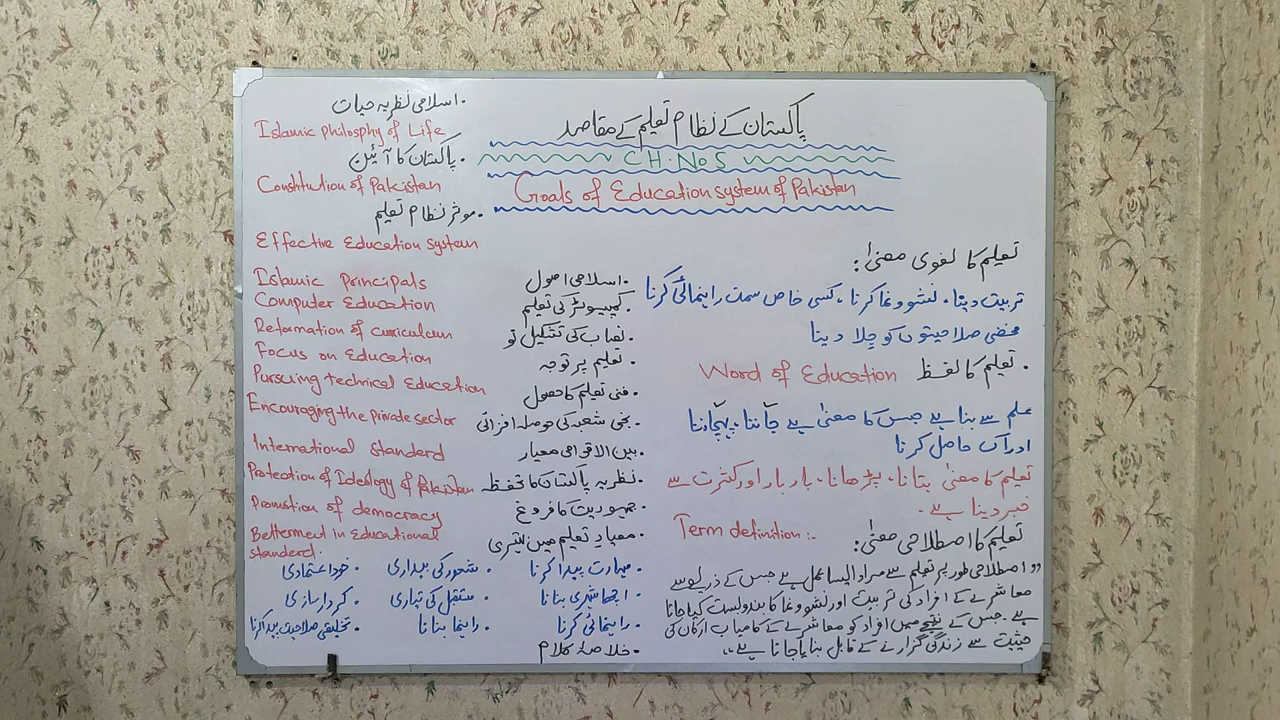 پاکستان کے نظام تعلیم کے مقاصد
CH.No5
Goals of Education system of Pakistan
تعلیم کا لغوی معنیٰ:
تربیت دینا، نشوونما کرنا، کسی خاص سمت راہنمائی کرنا
مخفی صلاحیتوں کو جلا دینا
• تعلیم کا لفظ Word of Education
علم سے بنا ہے جس کا معنیٰ ہے جاننا، پہچاننا
ادراک حاصل کرنا
تعلیم کا معنیٰ بتانا، پڑھانا، بار بار اور کثرت سے
خبر دینا ہے۔
تعلیم کا اصطلاحی معنیٰ: Term definition:-
"اصطلاحی طور پر تعلیم سے مراد ایسا عمل ہے جس کے ذریعے سے
معاشرے کے افراد کی تربیت اور نشوونما کا بندولست کیا جاتا
ہے۔ جس کے نتیجے میں افراد کو معاشرے کے کامیاب ارکان کی
حیثیت سے زندگی گزارنے کے قابل بنایا جاتا ہے۔"
• اسلامی نظریہ حیات
Islamic philosphy of Life
• پاکستان کا آئین
Constitution of Pakistan
• موثر نظام تعلیم
Effective Education system
• اسلامی اصول Islamic Principals
• کمپیوٹر کی تعلیم Computer Education
• نصاب کی تشکیل نو Reformation of curriculum
• تعلیم پر توجہ Focus on Education
• فنی تعلیم کا حصول Pursuing technical Education
• نجی شعبہ کی حوصلہ افزائی Encouraging the private sector
• بین الاقوامی معیار International Standard
• نظریہ پاکستان کا تحفظ Protection of Ideology of Pakistan
• جمہوریت کا فروغ Promotion of democracy
• معیار تعلیم میں بہتری Betterment in Educational
standerd.
• مہارت پیدا کرنا • شعور کی بیداری • خود اعتمادی
• اچھا شہری بنانا • مستقبل کی تیاری • کردار سازی
• راہنمائی کرنا • راہنما بنانا • تخلیقی صلاحیت پیدا کرنا
• خلاصہ کلام